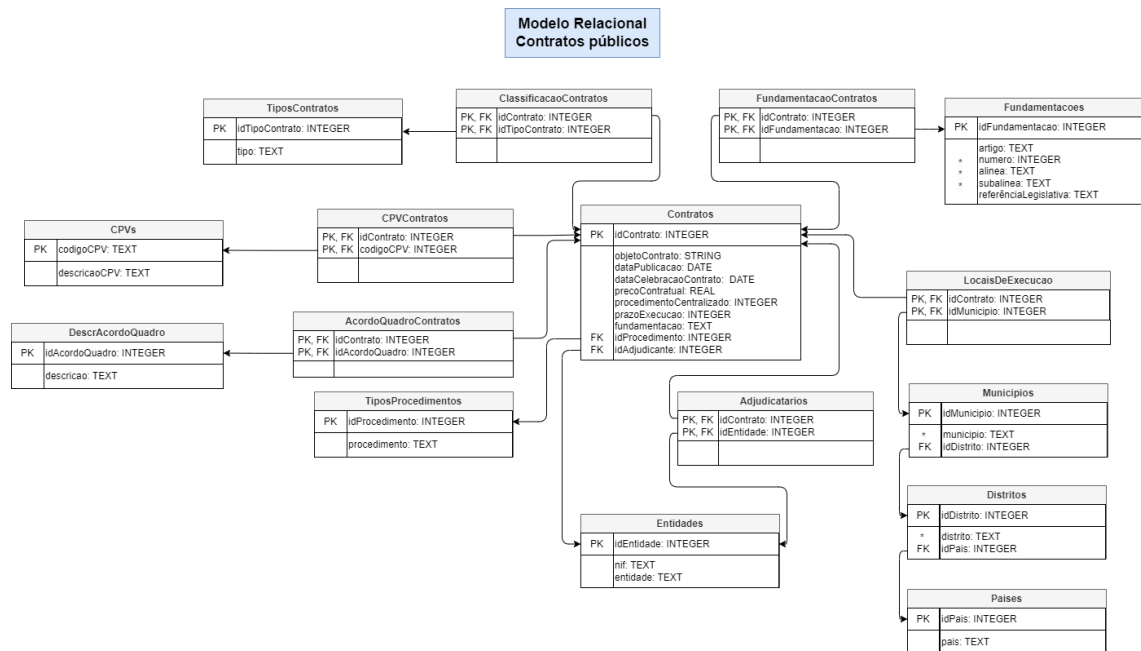 Modelo Relacional
Contratos públicos
TiposContratos
PK idTipoContrato: INTEGER
tipo: TEXT
ClassificacaoContratos
PK, FK idContrato: INTEGER
PK, FK idTipoContrato: INTEGER
FundamentacaoContratos
PK, FK idContrato: INTEGER
PK, FK idFundamentacao: INTEGER
Fundamentacoes
PK idFundamentacao: INTEGER
artigo: TEXT
* numero: INTEGER
* alinea: TEXT
* subalinea: TEXT
referênciaLegislativa: TEXT
CPVs
PK codigoCPV: TEXT
descricaoCPV: TEXT
CPVContratos
PK, FK idContrato: INTEGER
PK, FK codigoCPV: INTEGER
Contratos
PK idContrato: INTEGER
objetoContrato: STRING
dataPublicacao: DATE
dataCelebracaoContrato: DATE
precoContratual: REAL
procedimentoCentralizado: INTEGER
prazoExecucao: INTEGER
fundamentacao: TEXT
FK idProcedimento: INTEGER
FK idAdjudicante: INTEGER
LocaisDeExecucao
PK, FK idContrato: INTEGER
PK, FK idMunicipio: INTEGER
DescrAcordoQuadro
PK idAcordoQuadro: INTEGER
descricao: TEXT
AcordoQuadroContratos
PK, FK idContrato: INTEGER
PK, FK idAcordoQuadro: INTEGER
TiposProcedimentos
PK idProcedimento: INTEGER
procedimento: TEXT
Adjudicatarios
PK, FK idContrato: INTEGER
PK, FK idEntidade: INTEGER
Municipios
PK idMunicipio: INTEGER
* municipio: TEXT
FK idDistrito: INTEGER
Distritos
PK idDistrito: INTEGER
* distrito: TEXT
FK idPais: INTEGER
Entidades
PK idEntidade: INTEGER
nif: TEXT
entidade: TEXT
Paises
PK idPais: INTEGER
pais: TEXT